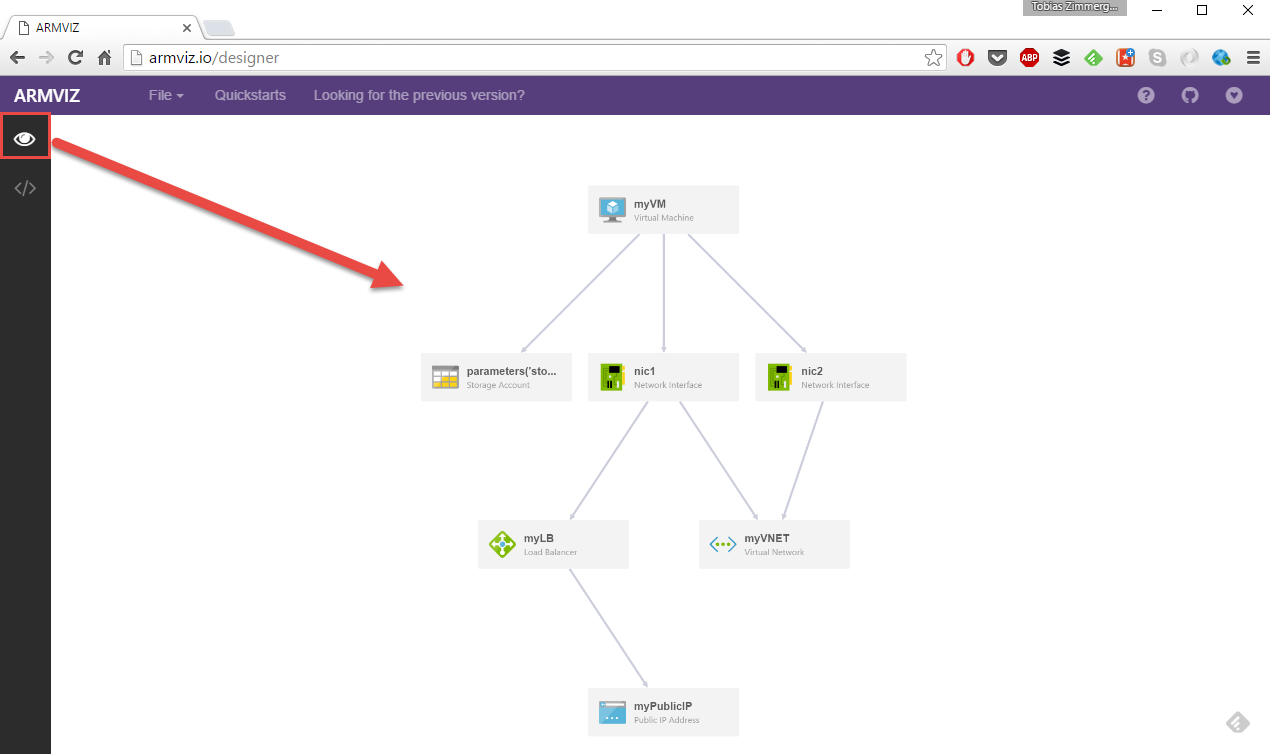 Tobias Zimmerg...
ARMVIZ
armviz.io/designer
ABP
ARMVIZ File Quickstarts Looking for the previous version?
myVM
Virtual Machine
parameters('sto...
Storage Account
nic1
Network Interface
nic2
Network Interface
myLB
Load Balancer
myVNET
Virtual Network
myPublicIP
Public IP Address